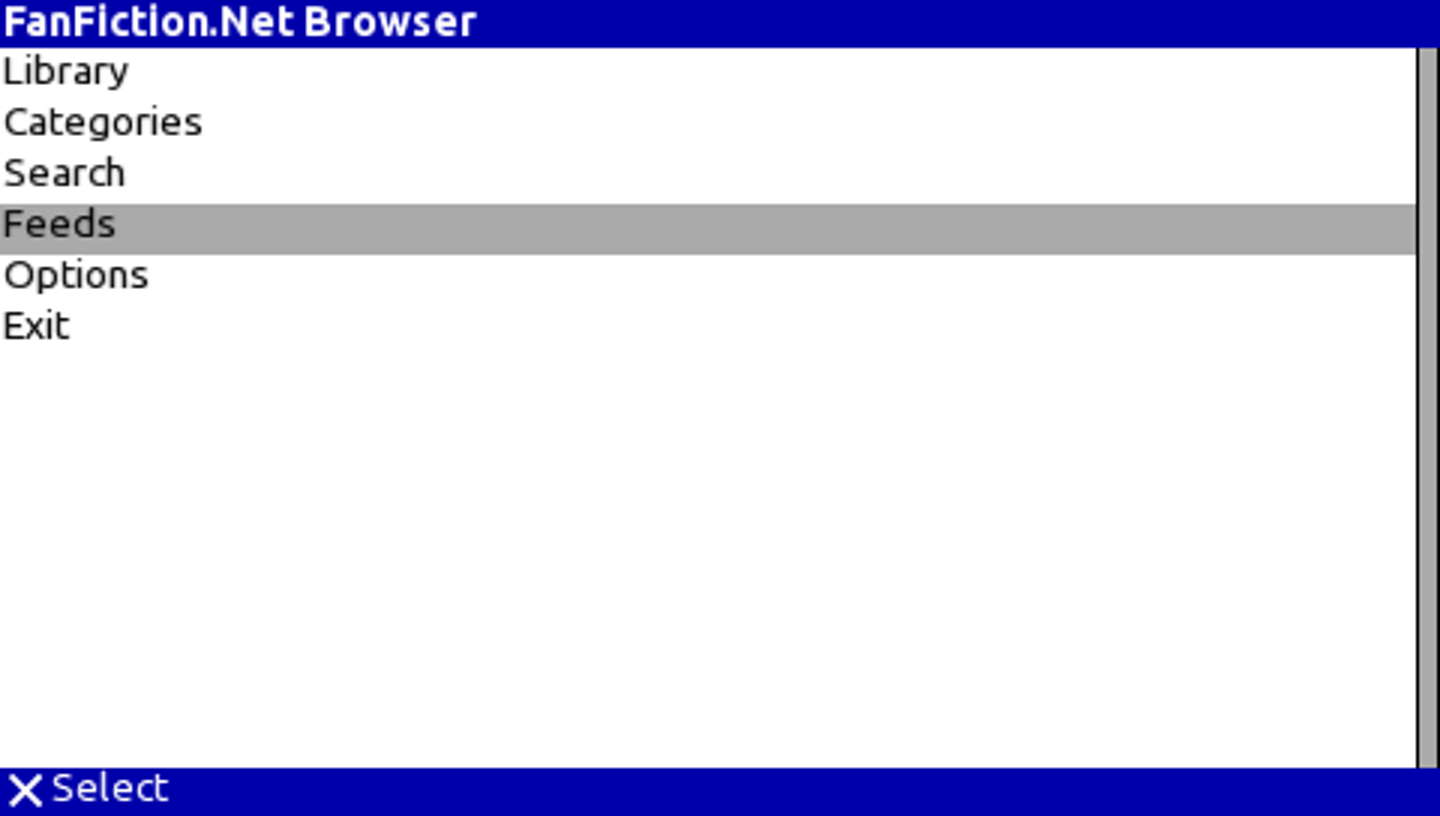 FanFiction.Net Browser
Library
Categories
Search
Feeds
Options
Exit
Select